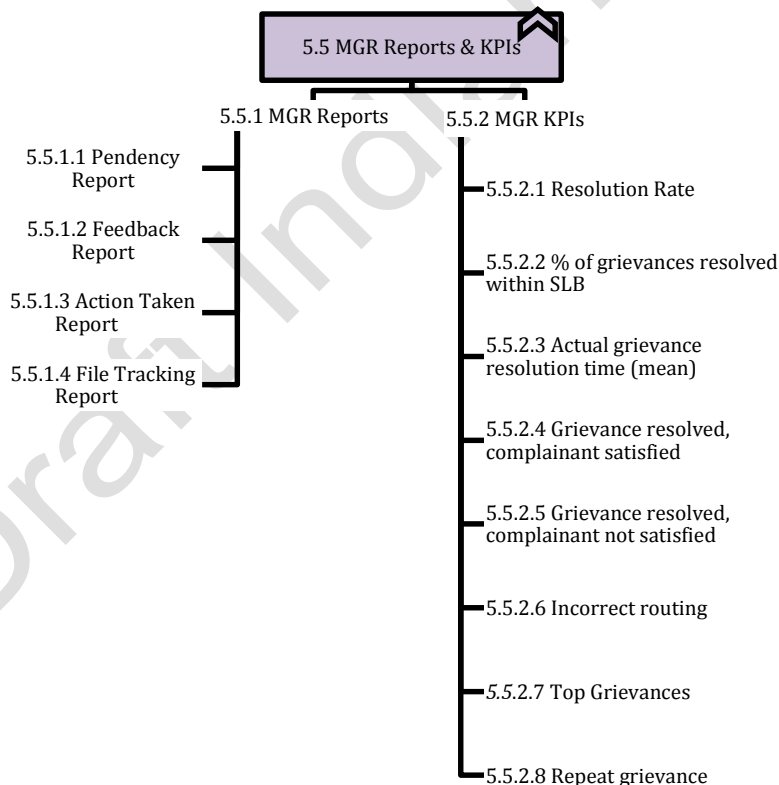 5.5 MGR Reports & KPIs
5.5.1 MGR Reports
5.5.2 MGR KPIs
5.5.1.1 Pendency
Report
5.5.1.2 Feedback
Report
5.5.1.3 Action Taken
Report
5.5.1.4 File Tracking
Report
5.5.2.1 Resolution Rate
5.5.2.2 % of grievances resolved
within SLB
5.5.2.3 Actual grievance
resolution time (mean)
5.5.2.4 Grievance resolved,
complainant satisfied
5.5.2.5 Grievance resolved,
complainant not satisfied
5.5.2.6 Incorrect routing
5.5.2.7 Top Grievances
5.5.2.8 Repeat grievance
Draft